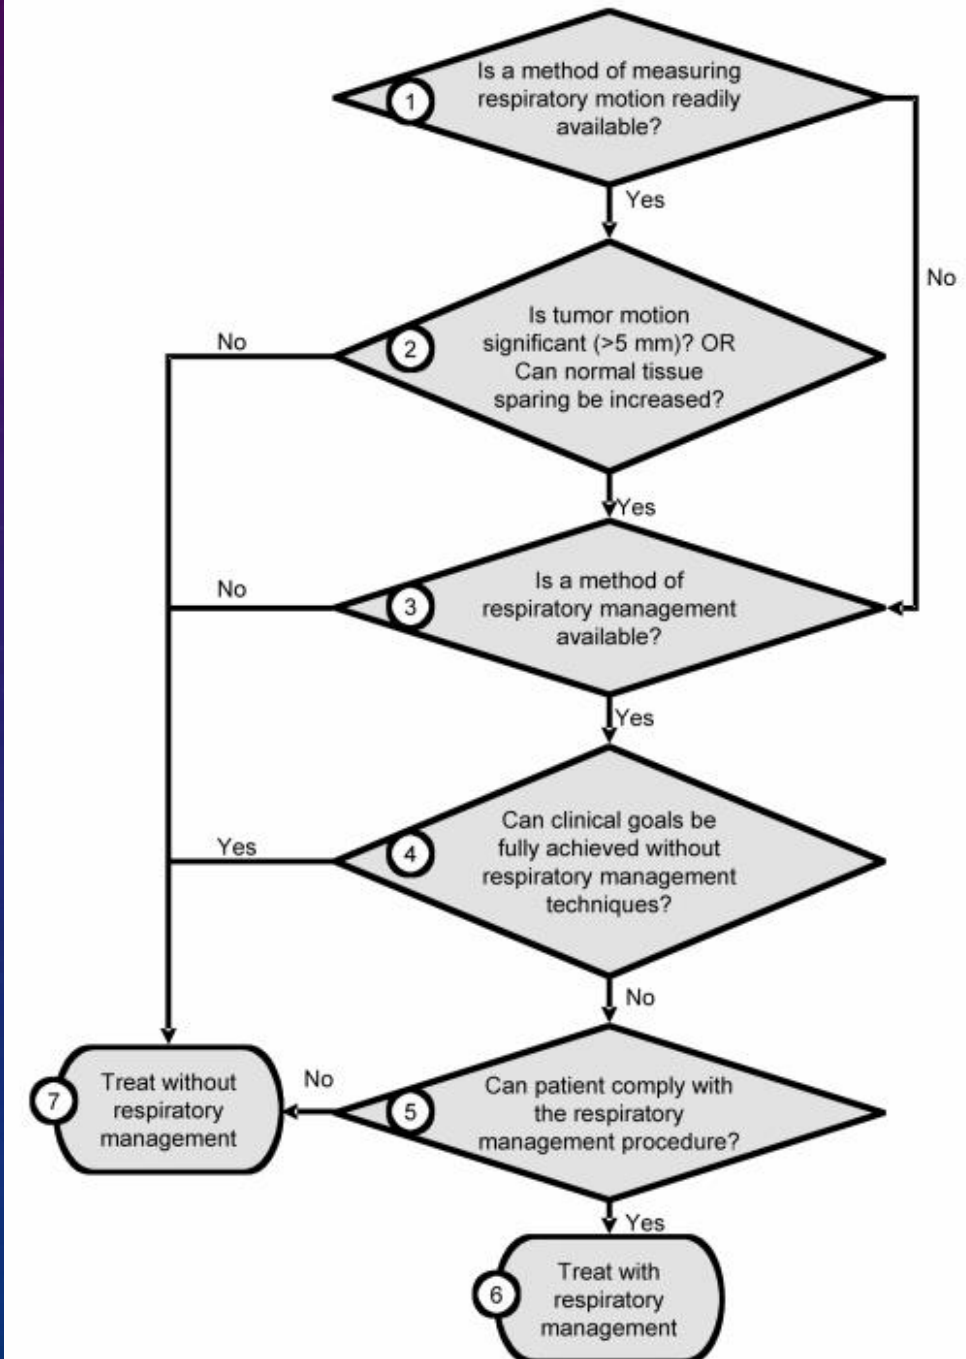 Is a method of measuring
respiratory motion readily
available?
1
Yes
No
Is tumor motion
significant (>5 mm)? OR
Can normal tissue
sparing be increased?
2
No
Yes
Is a method of
respiratory management
available?
3
No
Yes
Can clinical goals be
fully achieved without
respiratory management
techniques?
4
Yes
No
Can patient comply with
the respiratory
management procedure?
5
No
Treat without
respiratory
management
7
Yes
Treat with
respiratory
management
6